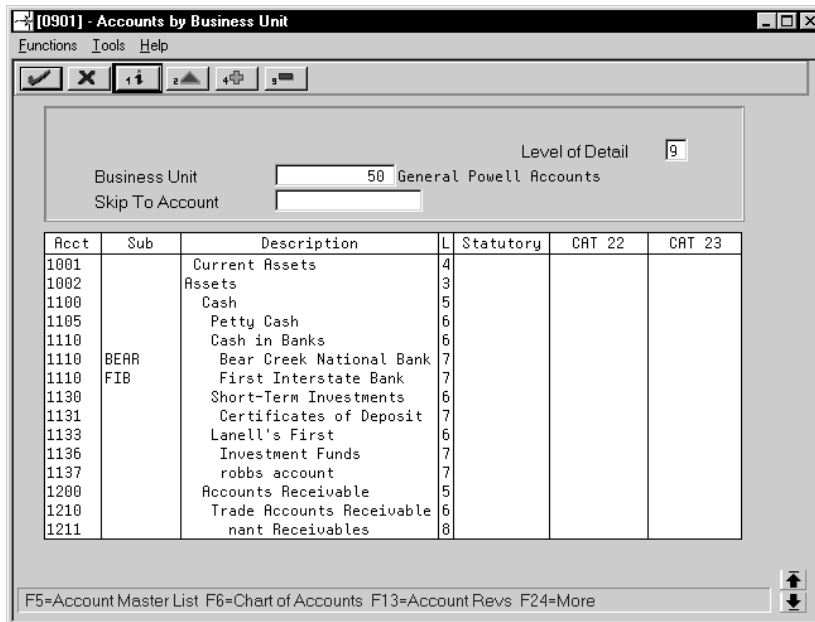 [0901] - Accounts by Business Unit
Functions Tools Help
1 i 2 4 9
Level of Detail 9
Business Unit 50 General Powell Accounts
Skip To Account
Acct Sub Description L Statutory CAT 22 CAT 23
1001 Current Assets 4
1002 Assets 3
1100 Cash 5
1105 Petty Cash 6
1110 Cash in Banks 6
1110 BEAR Bear Creek National Bank 7
1110 FIB First Interstate Bank 7
1130 Short-Term Investments 6
1131 Certificates of Deposit 7
1133 Lanell's First 6
1136 Investment Funds 7
1137 robbs account 7
1200 Accounts Receivable 5
1210 Trade Accounts Receivable 6
1211 nant Receivables 8
F5=Account Master List F6=Chart of Accounts F13=Account Revs F24=More